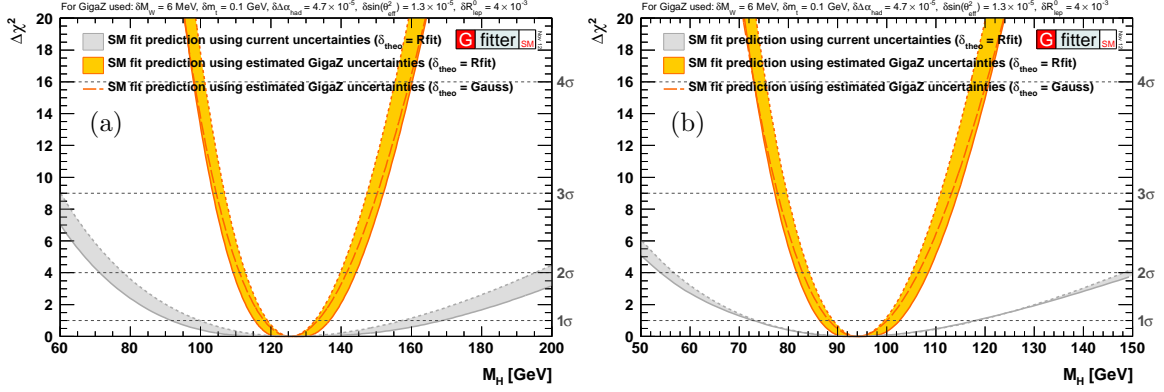 For GigaZ used: δM_W = 6 MeV, δm_t = 0.1 GeV, δΔα_had = 4.7×10⁻⁵, δsin(θ²_eff) = 1.3×10⁻⁵, δR⁰_lep = 4×10⁻³
Δχ²
20
18
16
14
12
10
8
6
4
2
0
SM fit prediction using current uncertainties (δ_theo = Rfit)
SM fit prediction using estimated GigaZ uncertainties (δ_theo = Rfit)
SM fit prediction using estimated GigaZ uncertainties (δ_theo = Gauss)
G fitter SM
(a)
4σ
3σ
2σ
1σ
60 80 100 120 140 160 180 200
M_H [GeV]
For GigaZ used: δM_W = 6 MeV, δm_t = 0.1 GeV, δΔα_had = 4.7×10⁻⁵, δsin(θ²_eff) = 1.3×10⁻⁵, δR⁰_lep = 4×10⁻³
Δχ²
20
18
16
14
12
10
8
6
4
2
0
SM fit prediction using current uncertainties (δ_theo = Rfit)
SM fit prediction using estimated GigaZ uncertainties (δ_theo = Rfit)
SM fit prediction using estimated GigaZ uncertainties (δ_theo = Gauss)
G fitter SM
(b)
4σ
3σ
2σ
1σ
50 60 70 80 90 100 110 120 130 140 150
M_H [GeV]